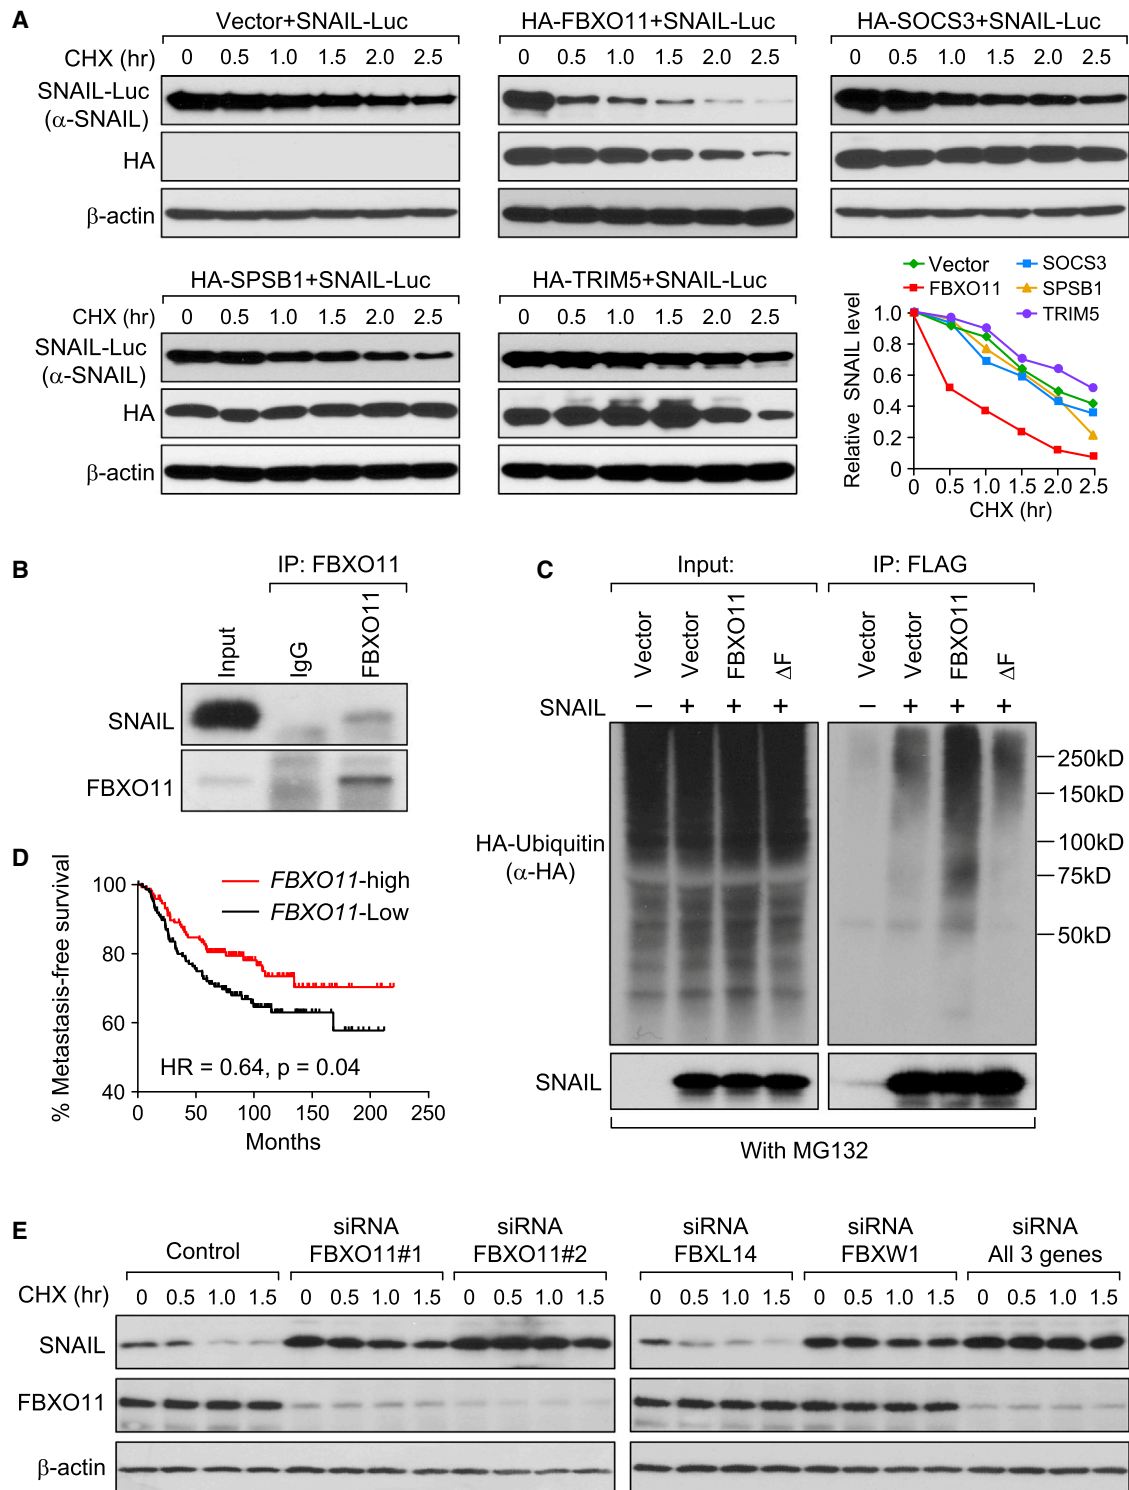 A
Vector+SNAIL-Luc
HA-FBXO11+SNAIL-Luc
HA-SOCS3+SNAIL-Luc
CHX (hr) 0 0.5 1.0 1.5 2.0 2.5
0 0.5 1.0 1.5 2.0 2.5
0 0.5 1.0 1.5 2.0 2.5
SNAIL-Luc
(α-SNAIL)
HA
β-actin
HA-SPSB1+SNAIL-Luc
HA-TRIM5+SNAIL-Luc
CHX (hr) 0 0.5 1.0 1.5 2.0 2.5
0 0.5 1.0 1.5 2.0 2.5
SNAIL-Luc
(α-SNAIL)
HA
β-actin
Vector
SOCS3
FBXO11
SPSB1
TRIM5
Relative SNAIL level
1.0
0.8
0.6
0.4
0.2
0
0 0.5 1.0 1.5 2.0 2.5
CHX (hr)
B
IP: FBXO11
Input
IgG
FBXO11
SNAIL
FBXO11
C
Input:
IP: FLAG
Vector
Vector
FBXO11
ΔF
Vector
Vector
FBXO11
ΔF
SNAIL − + + + − + + +
HA-Ubiquitin
(α-HA)
250kD
150kD
100kD
75kD
50kD
SNAIL
With MG132
D
% Metastasis-free survival
100
80
60
40
FBXO11-high
FBXO11-Low
HR = 0.64, p = 0.04
0 50 100 150 200 250
Months
E
Control
siRNA
FBXO11#1
siRNA
FBXO11#2
siRNA
FBXL14
siRNA
FBXW1
siRNA
All 3 genes
CHX (hr) 0 0.5 1.0 1.5 0 0.5 1.0 1.5 0 0.5 1.0 1.5
0 0.5 1.0 1.5 0 0.5 1.0 1.5 0 0.5 1.0 1.5
SNAIL
FBXO11
β-actin